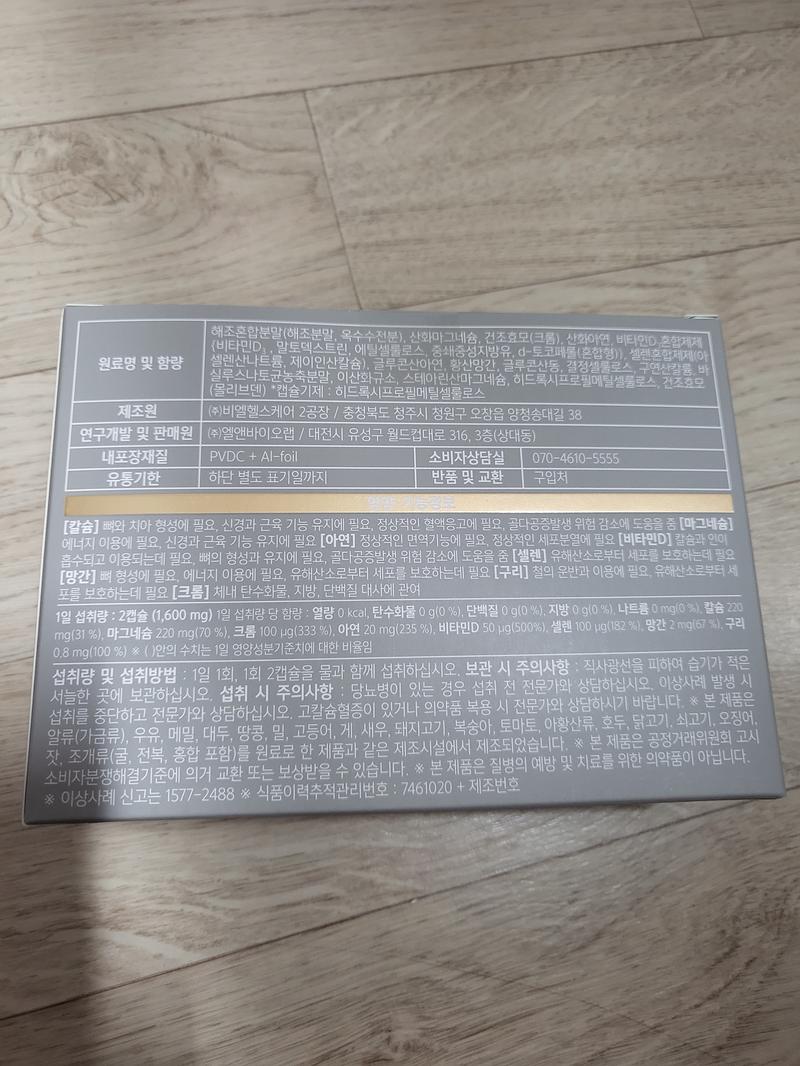 원료명 및 함량
해조혼합분말(해조분말, 옥수수전분), 산화마그네슘, 건조효모(크롬), 산화아연, 비타민D₃혼합제제
(비타민D₃, 말토덱스트린, 에틸셀룰로스, 중쇄중성지방유, d-토코페롤(혼합형)), 셀렌혼합제제(아
셀렌산나트륨, 제이인산칼슘), 글루콘산아연, 황산망간, 글루콘산동, 결정셀룰로스, 구연산칼륨, 바
실루스나토균농축분말, 이산화규소, 스테아린산마그네슘, 히드록시프로필메틸셀룰로스, 건조효모
(몰리브덴) *캡슐기제 : 히드록시프로필메틸셀룰로스
제조원 ㈜비엘헬스케어 2공장 / 충청북도 청주시 청원구 오창읍 양청송대길 38
연구개발 및 판매원 ㈜엘앤바이오랩 / 대전시 유성구 월드컵대로 316, 3층(상대동)
내포장재질 PVDC + Al-foil 소비자상담실 070-4610-5555
유통기한 하단 별도 표기일까지 반품 및 교환 구입처
영양·기능정보
[칼슘] 뼈와 치아 형성에 필요, 신경과 근육 기능 유지에 필요, 정상적인 혈액응고에 필요, 골다공증발생 위험 감소에 도움을 줌 [마그네슘]
에너지 이용에 필요, 신경과 근육 기능 유지에 필요 [아연] 정상적인 면역기능에 필요, 정상적인 세포분열에 필요 [비타민D] 칼슘과 인이
흡수되고 이용되는데 필요, 뼈의 형성과 유지에 필요, 골다공증발생 위험 감소에 도움을 줌 [셀렌] 유해산소로부터 세포를 보호하는데 필요
[망간] 뼈 형성에 필요, 에너지 이용에 필요, 유해산소로부터 세포를 보호하는데 필요 [구리] 철의 운반과 이용에 필요, 유해산소로부터 세
포를 보호하는데 필요 [크롬] 체내 탄수화물, 지방, 단백질 대사에 관여
1일 섭취량 : 2캡슐 (1,600 mg) 1일 섭취량 당 함량 : 열량 0 kcal, 탄수화물 0 g(0 %), 단백질 0 g(0 %), 지방 0 g(0 %), 나트륨 0 mg(0 %), 칼슘 220
mg(31 %), 마그네슘 220 mg(70 %), 크롬 100 µg(333 %), 아연 20 mg(235 %), 비타민D 50 µg(500%), 셀렌 100 µg(182 %), 망간 2 mg(67 %), 구리
0.8 mg(100 %) ※ ( )안의 수치는 1일 영양성분기준치에 대한 비율임
섭취량 및 섭취방법 : 1일 1회, 1회 2캡슐을 물과 함께 섭취하십시오. 보관 시 주의사항 : 직사광선을 피하여 습기가 적은
서늘한 곳에 보관하십시오. 섭취 시 주의사항 : 당뇨병이 있는 경우 섭취 전 전문가와 상담하십시오. 이상사례 발생 시
섭취를 중단하고 전문가와 상담하십시오. 고칼슘혈증이 있거나 의약품 복용 시 전문가와 상담하시기 바랍니다. ※ 본 제품은
알류(가금류), 우유, 메밀, 대두, 땅콩, 밀, 고등어, 게, 새우, 돼지고기, 복숭아, 토마토, 아황산류, 호두, 닭고기, 쇠고기, 오징어,
잣, 조개류(굴, 전복, 홍합 포함)를 원료로 한 제품과 같은 제조시설에서 제조되었습니다. ※ 본 제품은 공정거래위원회 고시
소비자분쟁해결기준에 의거 교환 또는 보상받을 수 있습니다. ※ 본 제품은 질병의 예방 및 치료를 위한 의약품이 아닙니다.
※ 이상사례 신고는 1577-2488 ※ 식품이력추적관리번호 : 7461020 + 제조번호